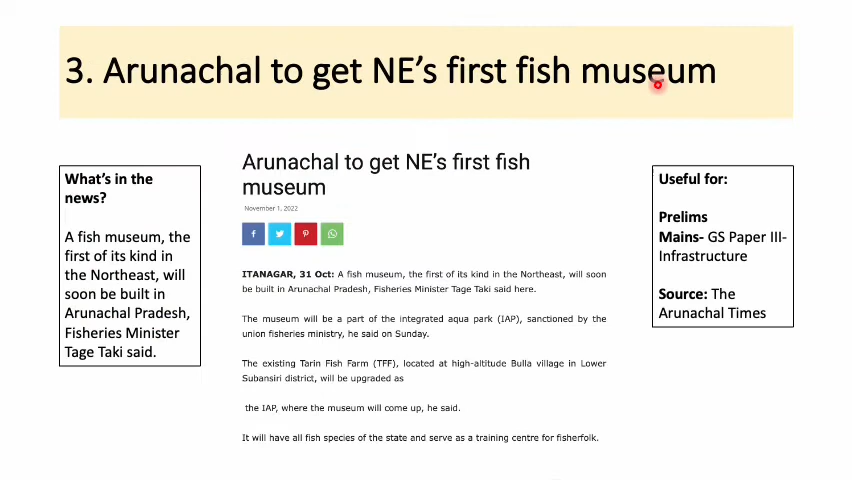 3. Arunachal to get NE’s first fish museum
What’s in the
news?
A fish museum, the
first of its kind in
the Northeast, will
soon be built in
Arunachal Pradesh,
Fisheries Minister
Tage Taki said.
Arunachal to get NE’s first fish
museum
November 1, 2022
ITANAGAR, 31 Oct: A fish museum, the first of its kind in the Northeast, will soon
be built in Arunachal Pradesh, Fisheries Minister Tage Taki said here.
The museum will be a part of the integrated aqua park (IAP), sanctioned by the
union fisheries ministry, he said on Sunday.
The existing Tarin Fish Farm (TFF), located at high-altitude Bulla village in Lower
Subansiri district, will be upgraded as
the IAP, where the museum will come up, he said.
It will have all fish species of the state and serve as a training centre for fisherfolk.
Useful for:
Prelims
Mains- GS Paper III-
Infrastructure
Source: The
Arunachal Times